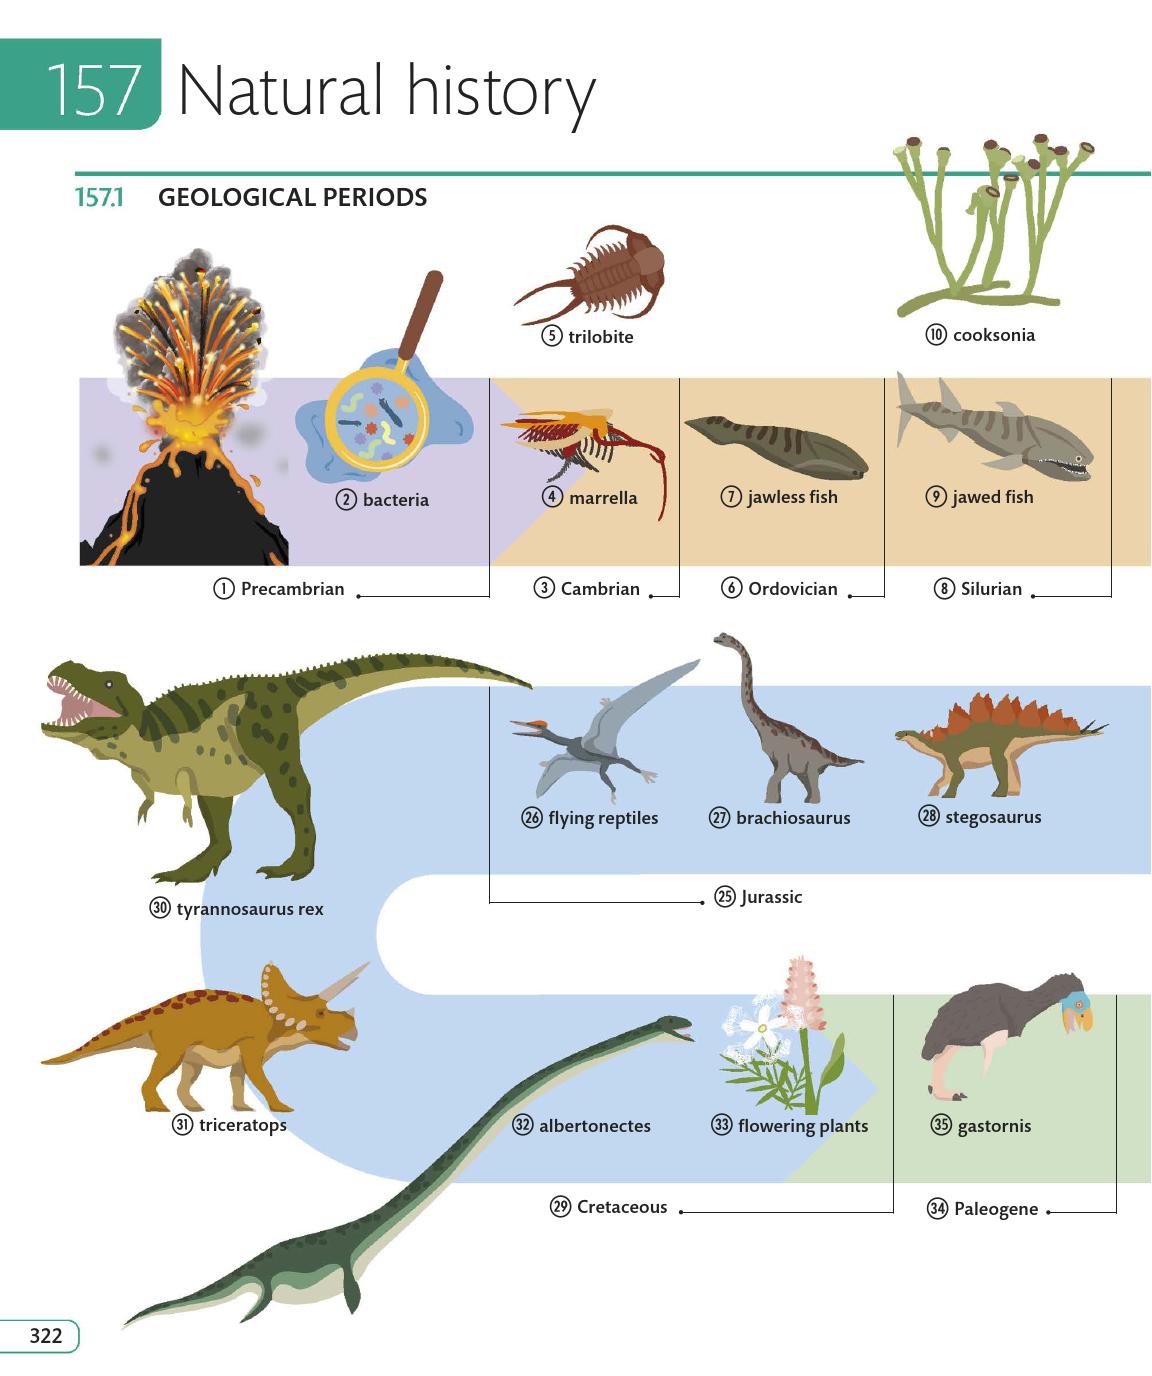 157 Natural history
157.1 GEOLOGICAL PERIODS
5 trilobite
10 cooksonia
2 bacteria
4 marrella
7 jawless fish
9 jawed fish
1 Precambrian
3 Cambrian
6 Ordovician
8 Silurian
26 flying reptiles
27 brachiosaurus
28 stegosaurus
25 Jurassic
30 tyrannosaurus rex
31 triceratops
32 albertonectes
33 flowering plants
35 gastornis
29 Cretaceous
34 Paleogene
322